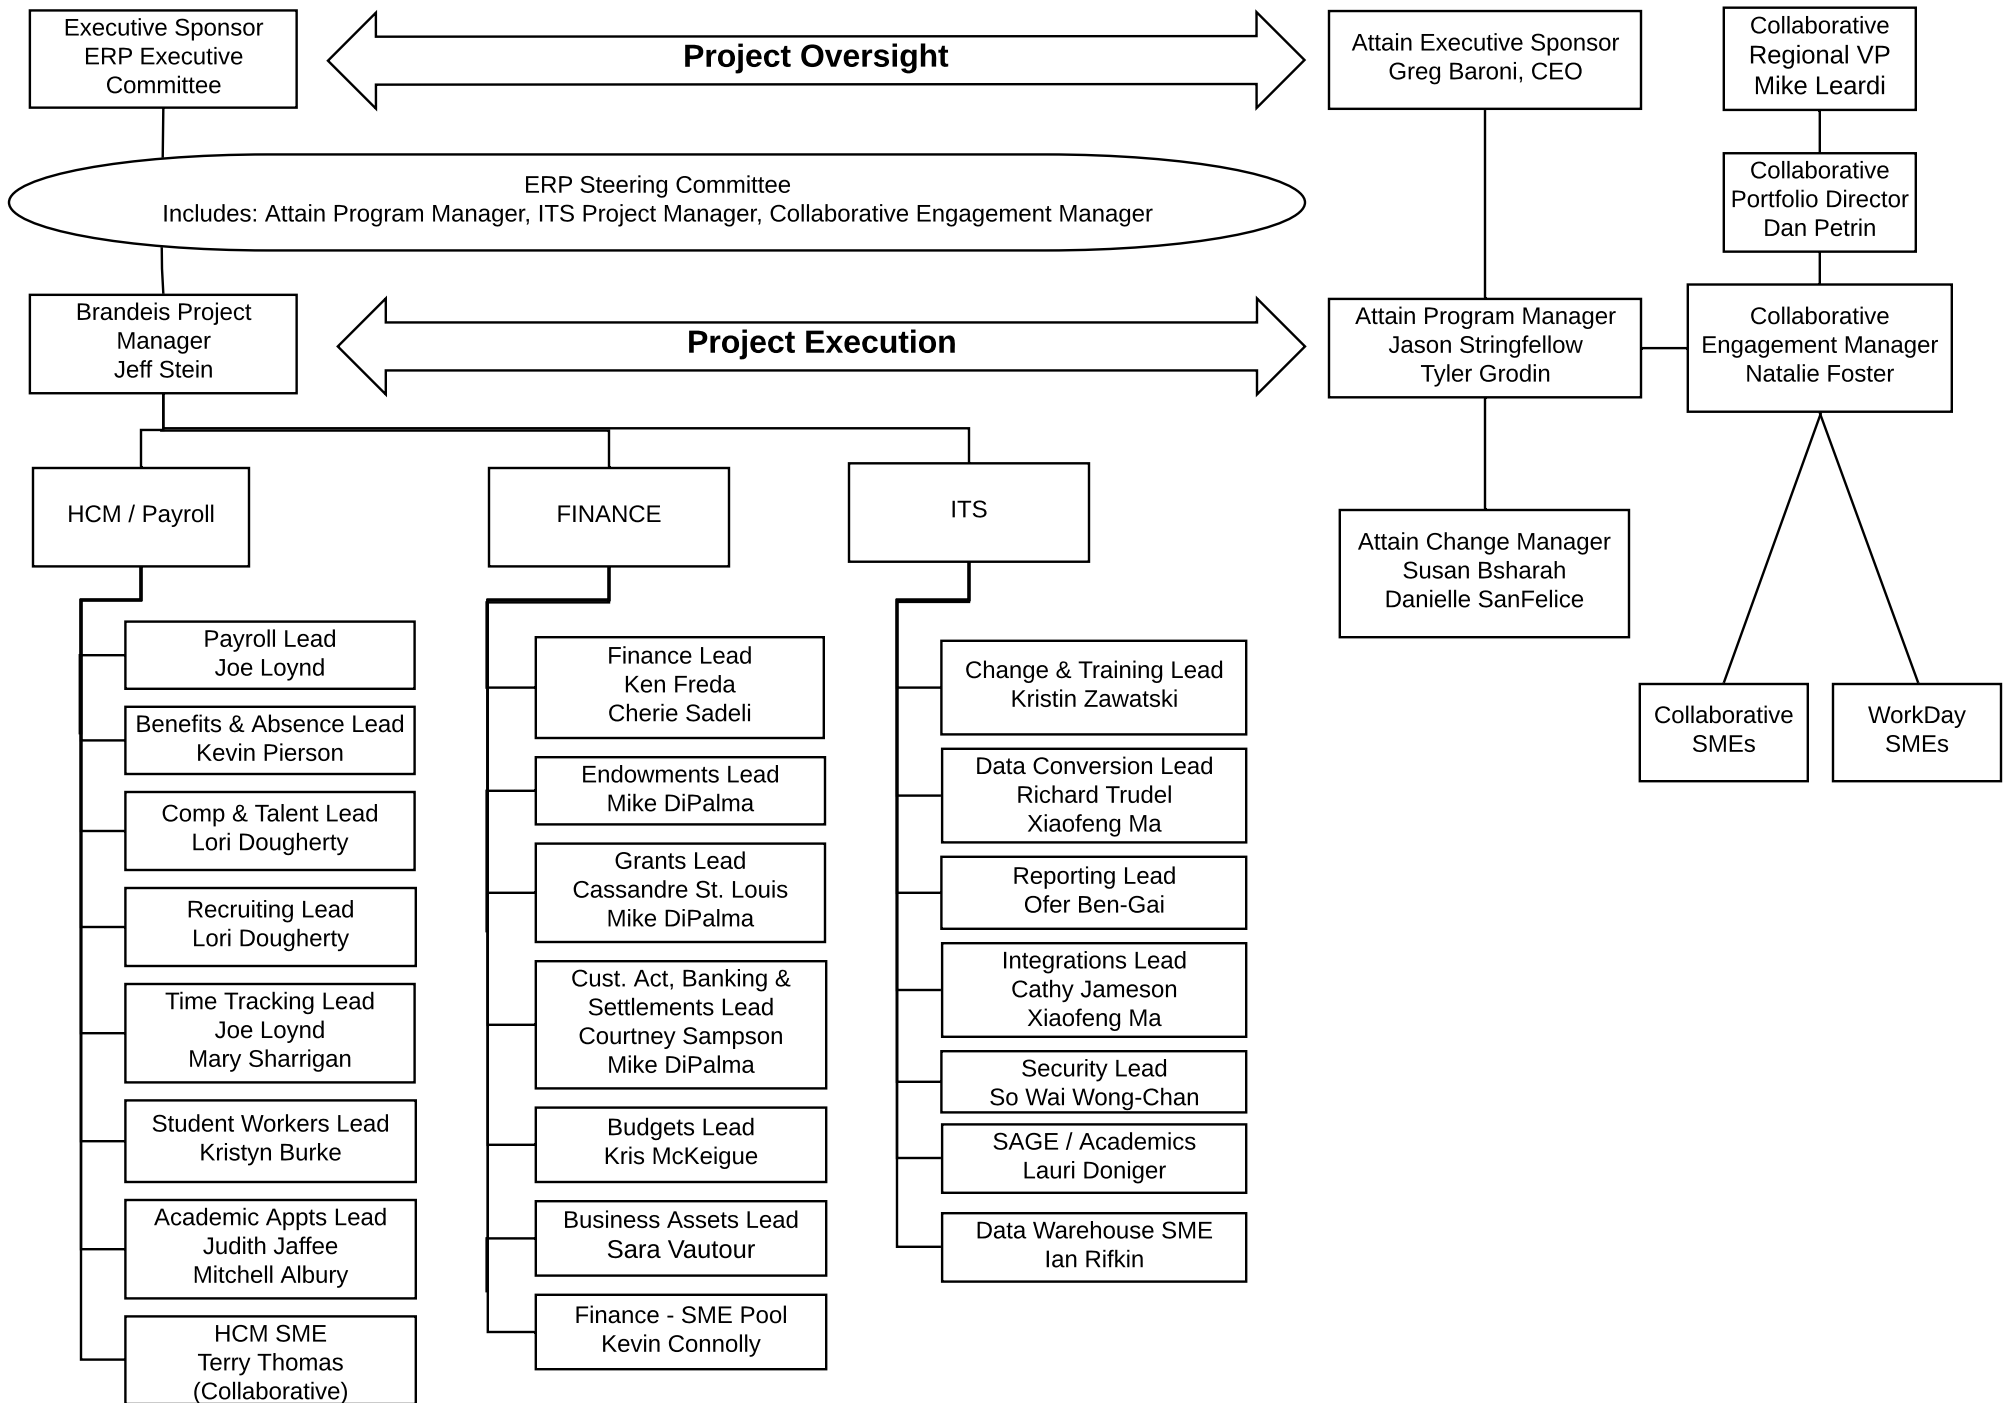 Executive Sponsor
ERP Executive
Committee
Project Oversight
Attain Executive Sponsor
Greg Baroni, CEO
Collaborative
Regional VP
Mike Leardi
ERP Steering Committee
Includes: Attain Program Manager, ITS Project Manager, Collaborative Engagement Manager
Collaborative
Portfolio Director
Dan Petrin
Brandeis Project
Manager
Jeff Stein
Project Execution
Attain Program Manager
Jason Stringfellow
Tyler Grodin
Collaborative
Engagement Manager
Natalie Foster
HCM / Payroll
FINANCE
ITS
Attain Change Manager
Susan Bsharah
Danielle SanFelice
Collaborative
SMEs
WorkDay
SMEs
Payroll Lead
Joe Loynd
Benefits & Absence Lead
Kevin Pierson
Comp & Talent Lead
Lori Dougherty
Recruiting Lead
Lori Dougherty
Time Tracking Lead
Joe Loynd
Mary Sharrigan
Student Workers Lead
Kristyn Burke
Academic Appts Lead
Judith Jaffee
Mitchell Albury
HCM SME
Terry Thomas
(Collaborative)
Finance Lead
Ken Freda
Cherie Sadeli
Endowments Lead
Mike DiPalma
Grants Lead
Cassandre St. Louis
Mike DiPalma
Cust. Act, Banking &
Settlements Lead
Courtney Sampson
Mike DiPalma
Budgets Lead
Kris McKeigue
Business Assets Lead
Sara Vautour
Finance - SME Pool
Kevin Connolly
Change & Training Lead
Kristin Zawatski
Data Conversion Lead
Richard Trudel
Xiaofeng Ma
Reporting Lead
Ofer Ben-Gai
Integrations Lead
Cathy Jameson
Xiaofeng Ma
Security Lead
So Wai Wong-Chan
SAGE / Academics
Lauri Doniger
Data Warehouse SME
Ian Rifkin